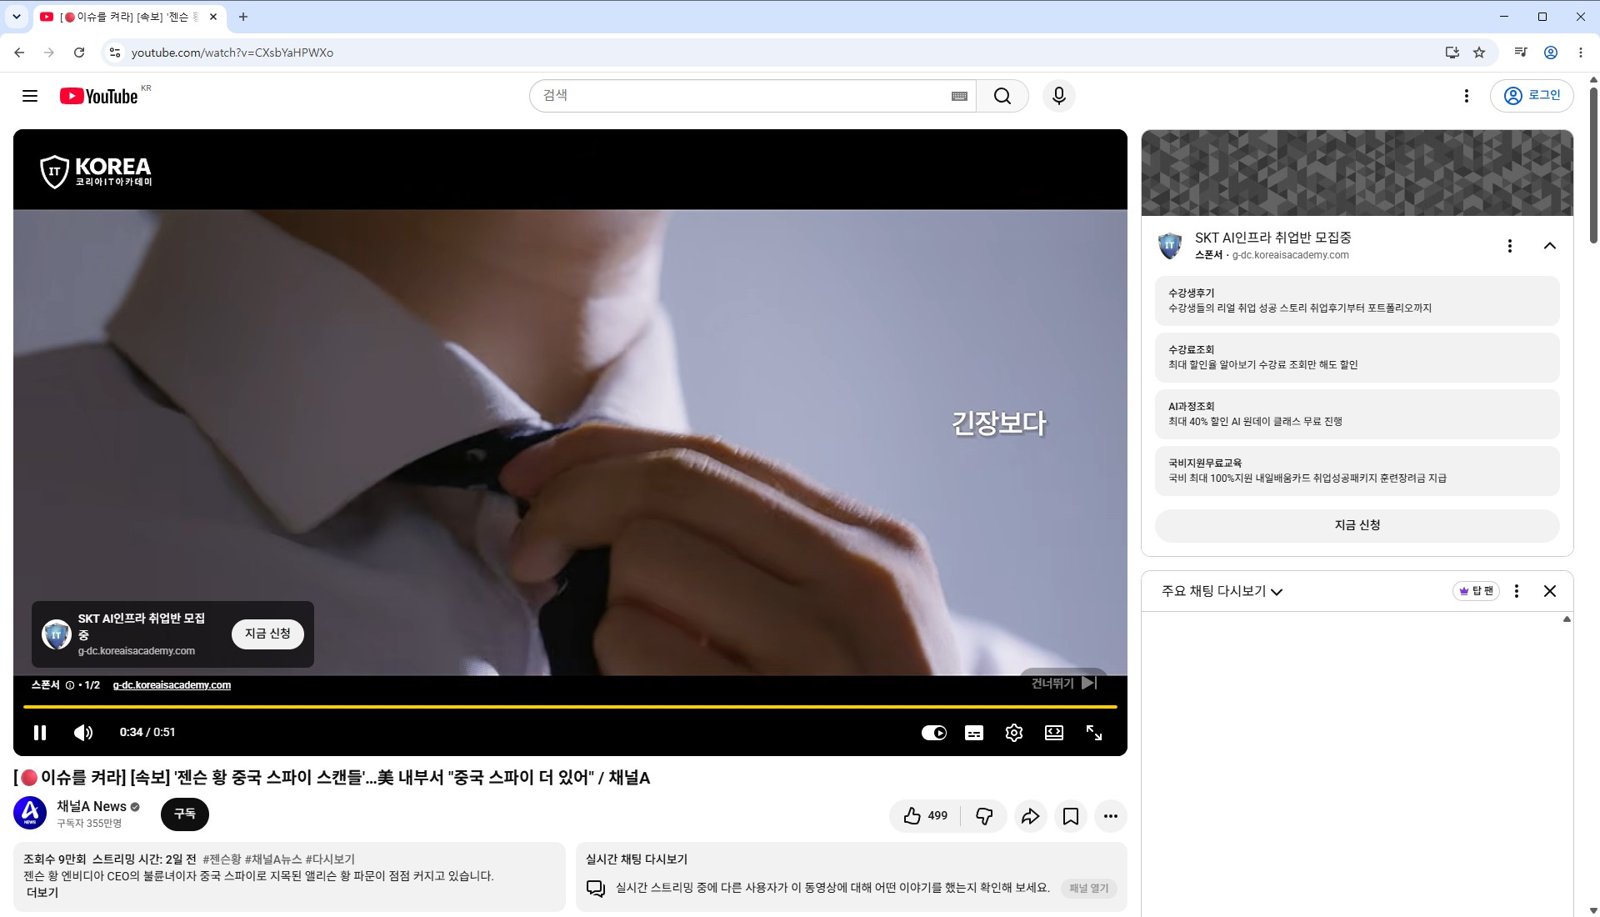 [🔴이슈를 켜라] [속보] '젠슨 황
youtube.com/watch?v=CXsbYaHPWXo
YouTube KR
검색
로그인
IT KOREA
코리아IT아카데미
긴장보다
SKT AI인프라 취업반 모집
중
g-dc.koreaisacademy.com
지금 신청
스폰서 ⓘ • 1/2 g-dc.koreaisacademy.com
건너뛰기
0:34 / 0:51
[🔴이슈를 켜라] [속보] '젠슨 황 중국 스파이 스캔들'...美 내부서 "중국 스파이 더 있어" / 채널A
채널A News
구독자 355만명
구독
499
조회수 9만회 스트리밍 시간: 2일 전 #젠슨황 #채널A뉴스 #다시보기
젠슨 황 엔비디아 CEO의 불륜녀이자 중국 스파이로 지목된 앨리슨 황 파문이 점점 커지고 있습니다.
더보기
실시간 채팅 다시보기
실시간 스트리밍 중에 다른 사용자가 이 동영상에 대해 어떤 이야기를 했는지 확인해 보세요.
패널 열기
SKT AI인프라 취업반 모집중
스폰서 · g-dc.koreaisacademy.com
수강생후기
수강생들의 리얼 취업 성공 스토리 취업후기부터 포트폴리오까지
수강료조회
최대 할인율 알아보기 수강료 조회만 해도 할인
AI과정조회
최대 40% 할인 AI 원데이 클래스 무료 진행
국비지원무료교육
국비 최대 100%지원 내일배움카드 취업성공패키지 훈련장려금 지급
지금 신청
주요 채팅 다시보기
탑 팬